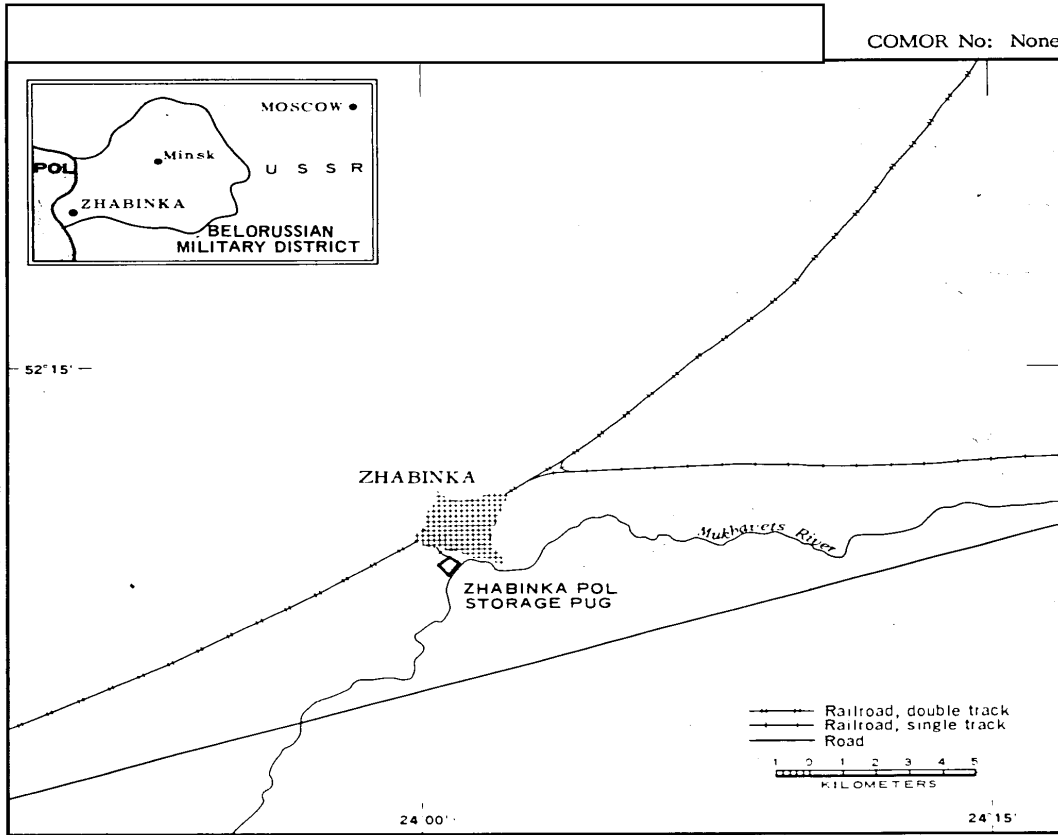 COMOR No: None
MOSCOW
Minsk
POL
U S S R
ZHABINKA
BELORUSSIAN
MILITARY DISTRICT
52°15'
ZHABINKA
Mukhavets River
ZHABINKA POL
STORAGE PUG
Railroad, double track
Railroad, single track
Road
1 0 1 2 3 4 5
KILOMETERS
24°00'
24°15'